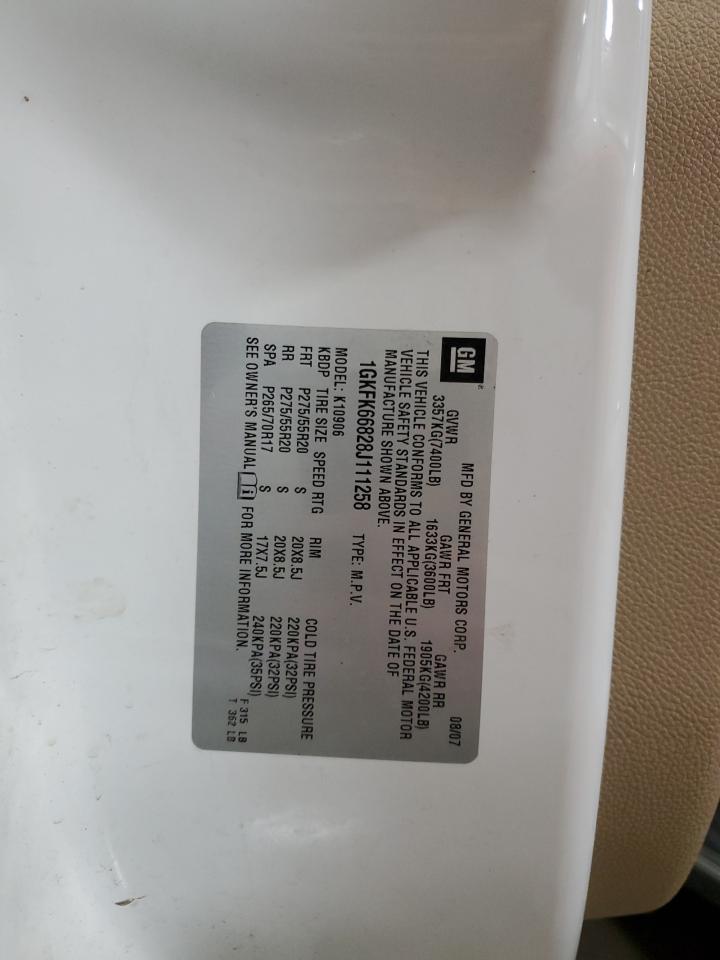 GM
MFD BY GENERAL MOTORS CORP. 08/07
GVWR GAWR FRT GAWR RR
3357KG(7400LB) 1633KG(3600LB) 1905KG(4200LB)
THIS VEHICLE CONFORMS TO ALL APPLICABLE U.S. FEDERAL MOTOR
VEHICLE SAFETY STANDARDS IN EFFECT ON THE DATE OF
MANUFACTURE SHOWN ABOVE.
1GKFK66828J111258 TYPE: M.P.V.
MODEL: K10906
KBDP TIRE SIZE SPEED RTG RIM COLD TIRE PRESSURE
FRT P275/55R20 S 20X8.5J 220KPA(32PSI)
RR P275/55R20 S 20X8.5J 220KPA(32PSI)
SPA P265/70R17 S 17X7.5J 240KPA(35PSI)
SEE OWNER'S MANUAL i FOR MORE INFORMATION.
F 315 LB
T 362 LB